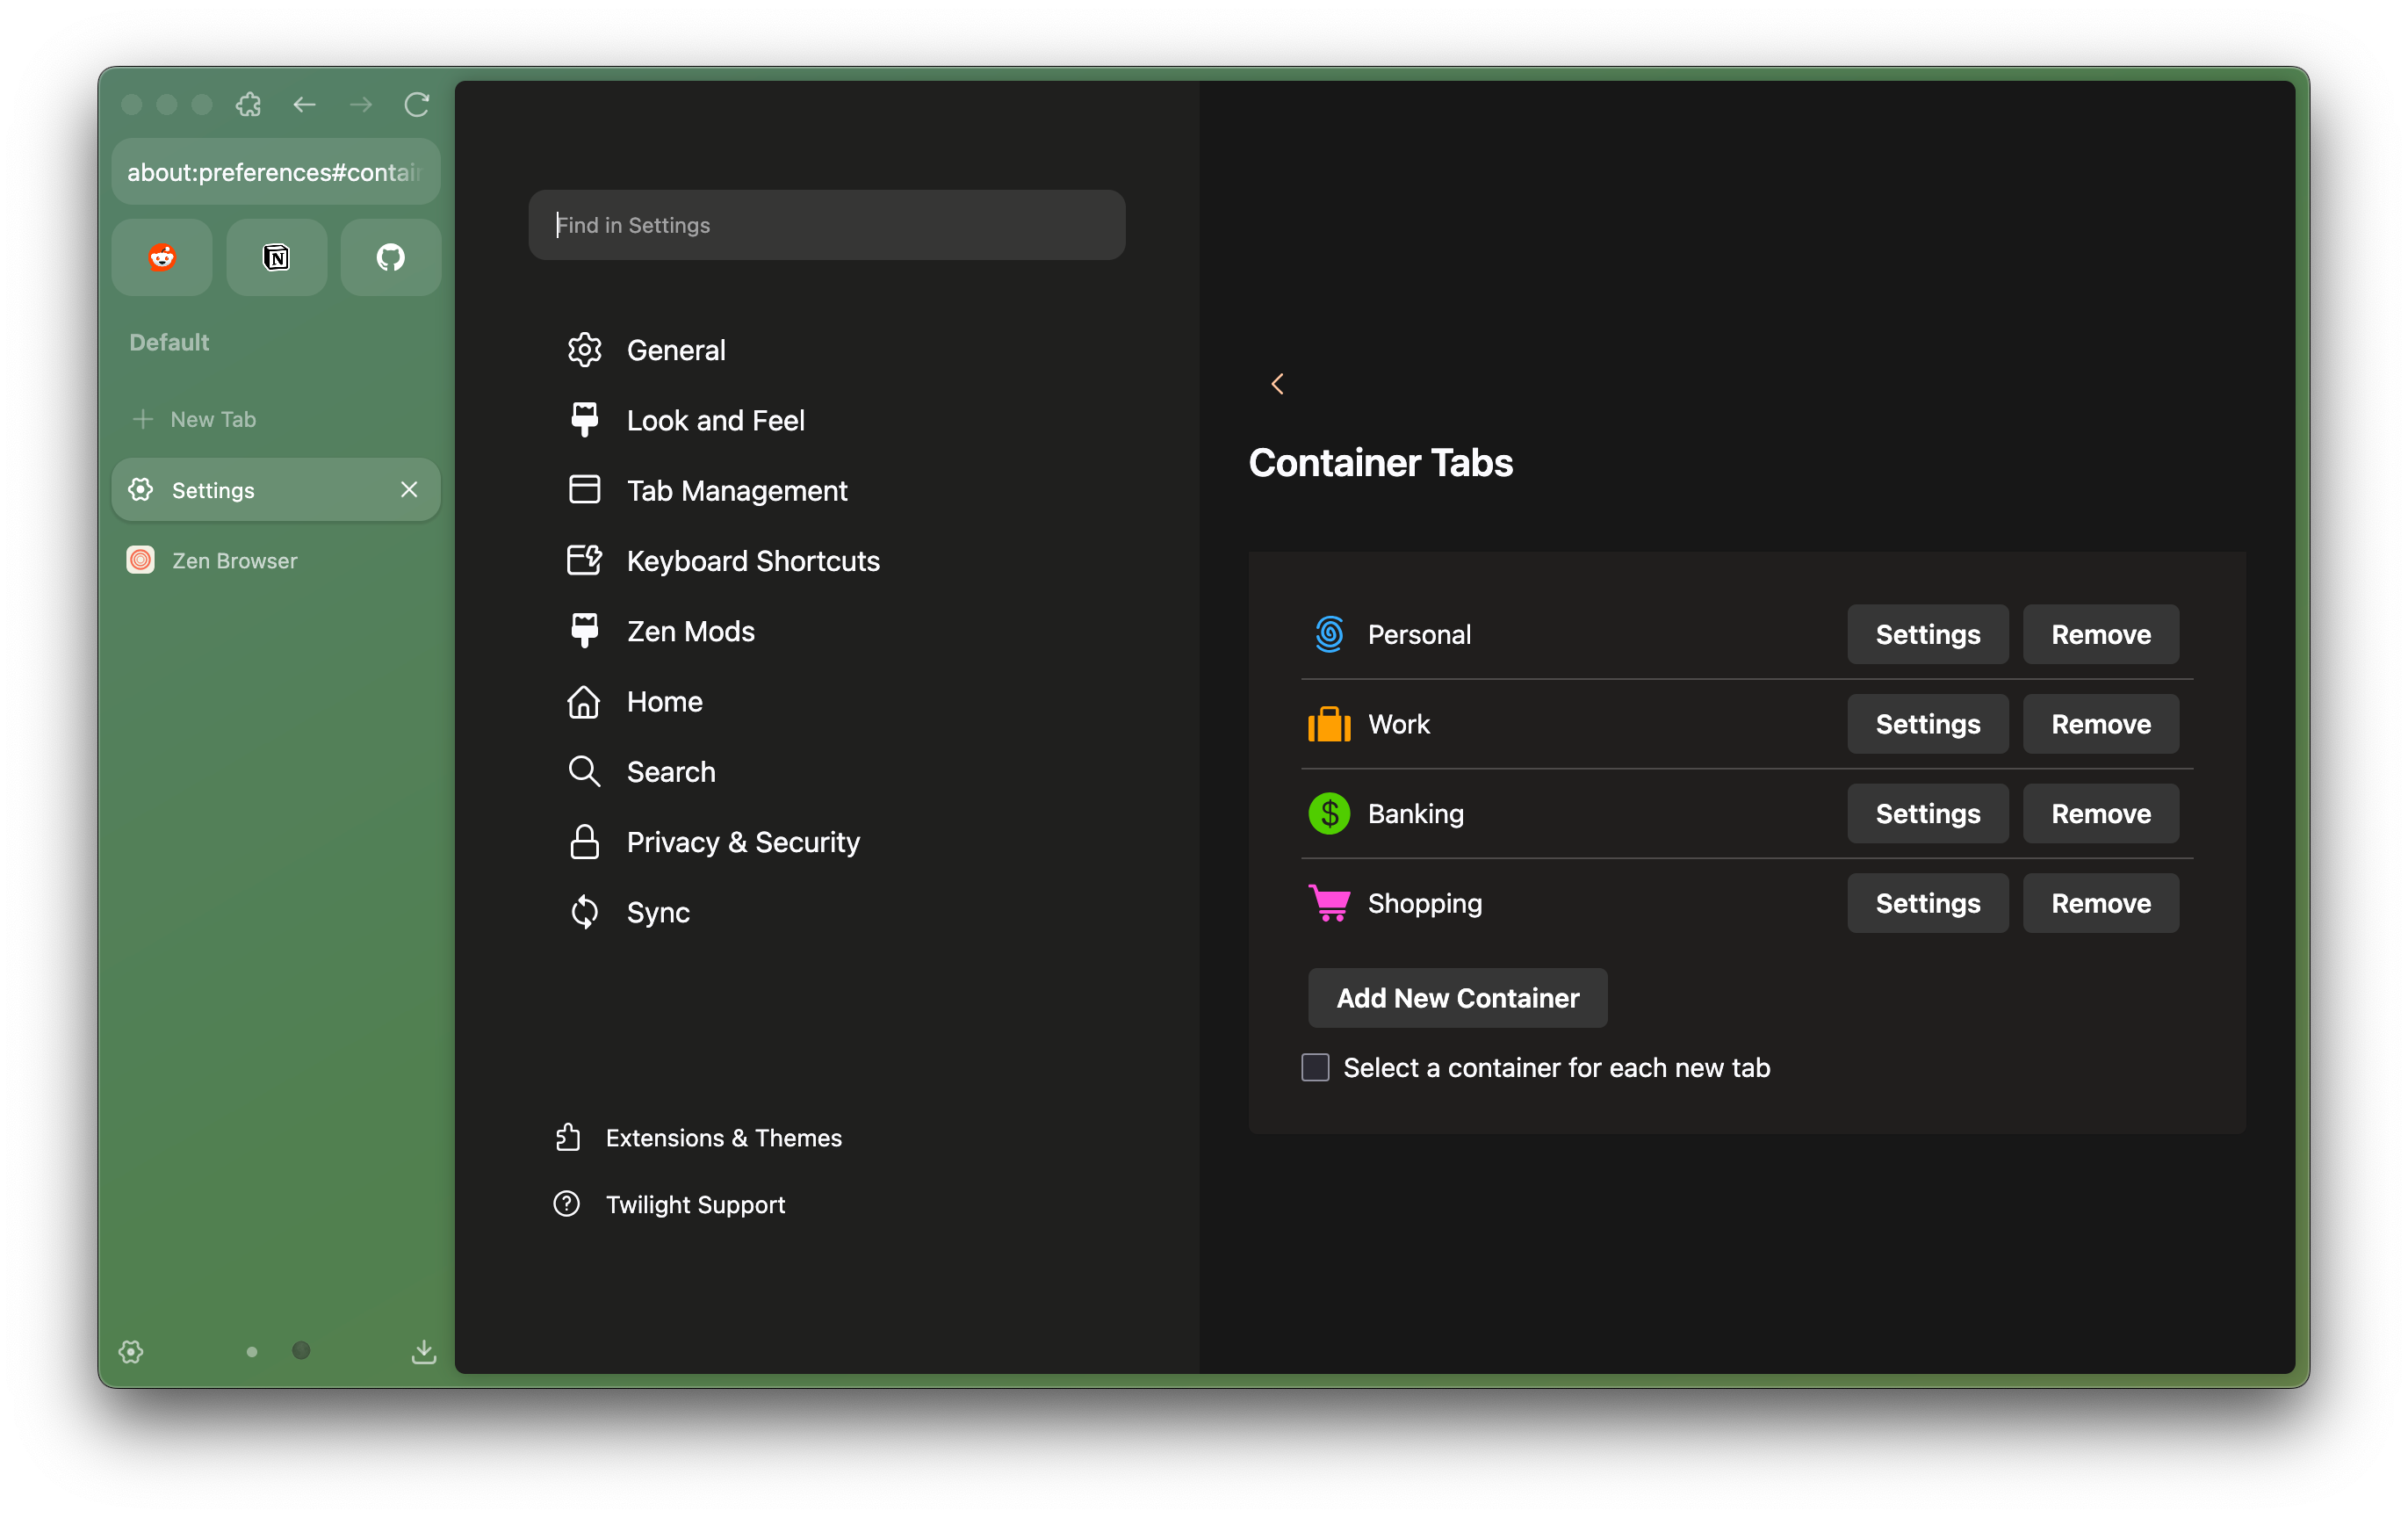 about:preferences#contai
Default
New Tab
Settings
Zen Browser
Find in Settings
General
Look and Feel
Tab Management
Keyboard Shortcuts
Zen Mods
Home
Search
Privacy & Security
Sync
Extensions & Themes
Twilight Support
Container Tabs
Personal Settings Remove
Work Settings Remove
Banking Settings Remove
Shopping Settings Remove
Add New Container
Select a container for each new tab